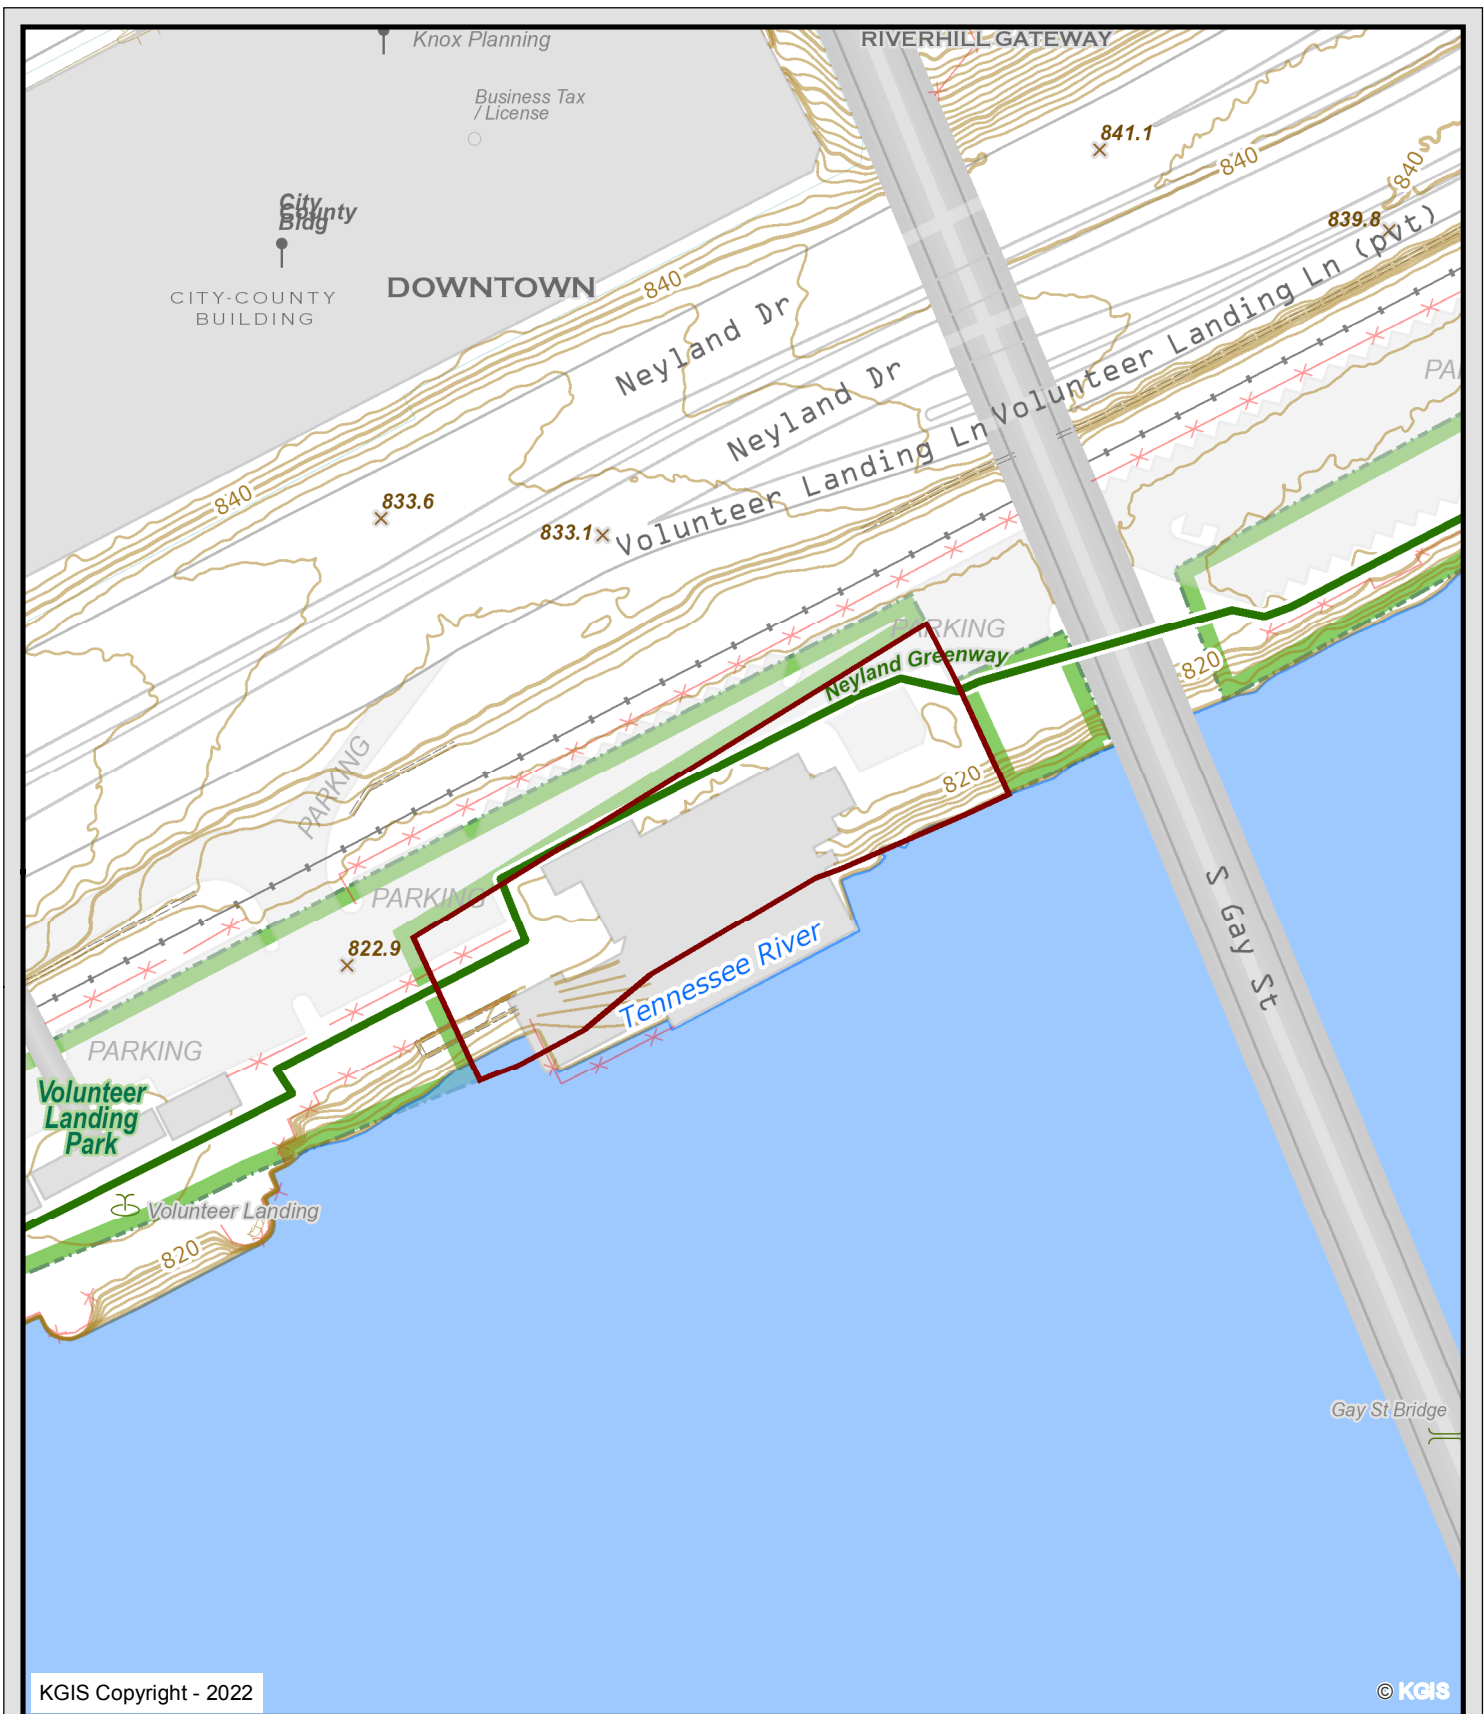 Knox Planning
RIVERHILL GATEWAY
Business Tax
/ License
841.1
840
840
City
County
Bldg
839.8
CITY-COUNTY
BUILDING
DOWNTOWN
840
Neyland Dr
Volunteer Landing Ln (pvt)
Neyland Dr
PA
Volunteer Landing Ln
840
833.6
833.1
PARKING
Neyland Greenway
820
PARKING
820
PARKING
822.9
Tennessee River
S Gay St
PARKING
Volunteer
Landing
Park
Volunteer Landing
820
Gay St Bridge
KGIS Copyright - 2022
© KGIS